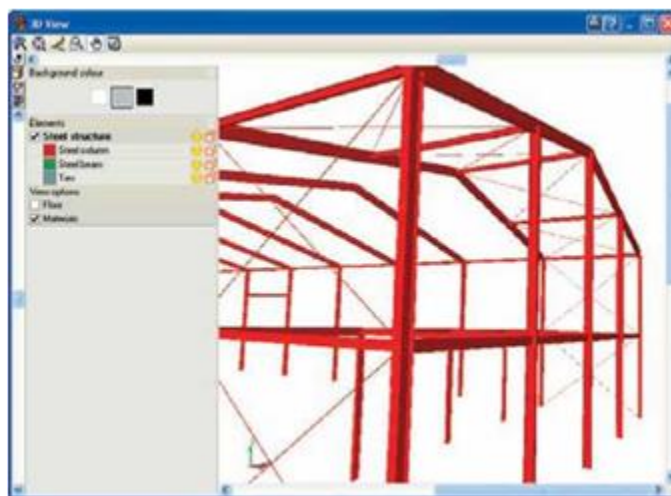 3D View
Background colour
Elements
Steel structure
Steel column
Steel beam
Ties
View options
Floor
Materials